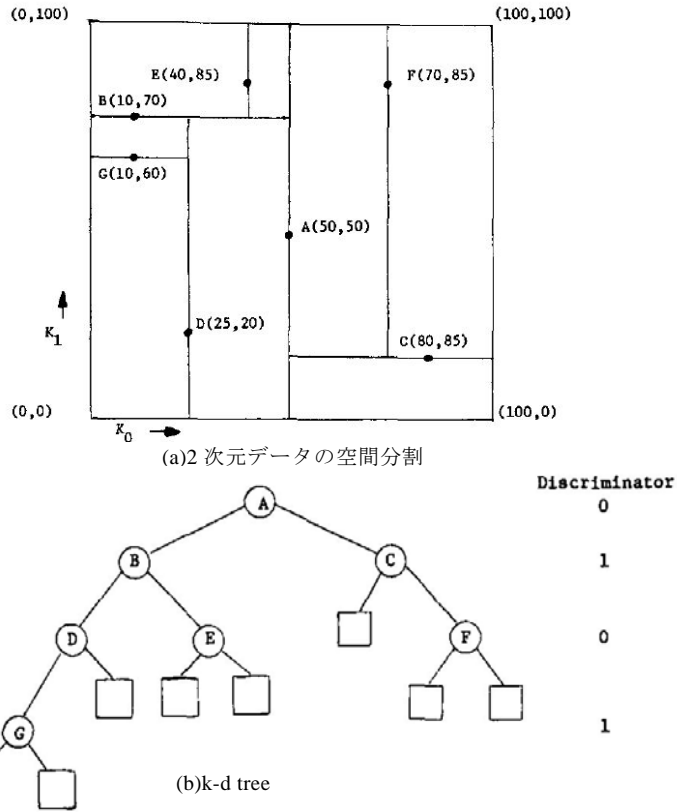 (0,100)
(100,100)
E(40,85)
F(70,85)
B(10,70)
G(10,60)
A(50,50)
K1
D(25,20)
C(80,85)
(0,0)
K0
(100,0)
(a)2 次元データの空間分割
Discriminator
A
0
B
C
1
D
E
F
0
G
1
(b)k-d tree